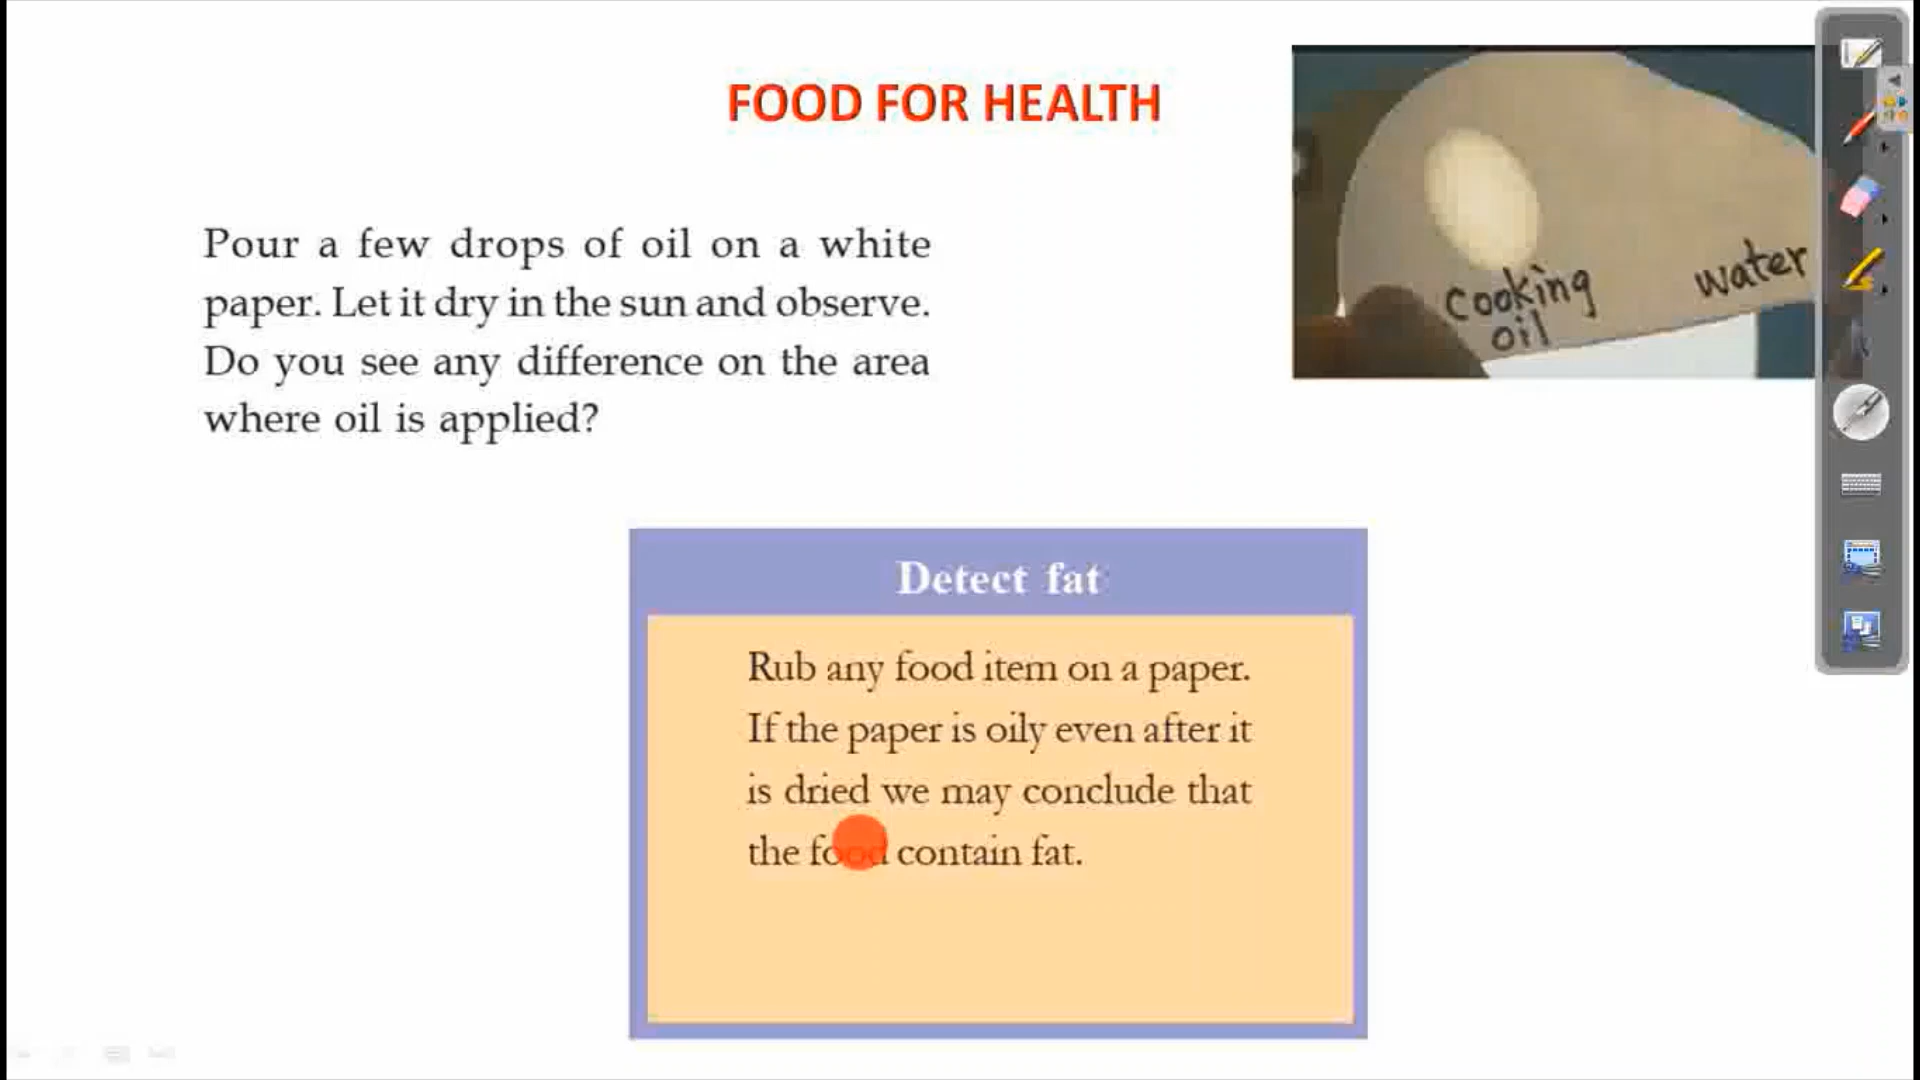 FOOD FOR HEALTH
Pour a few drops of oil on a white
paper. Let it dry in the sun and observe.
Do you see any difference on the area
where oil is applied?
cooking
oil
water
Detect fat
Rub any food item on a paper.
If the paper is oily even after it
is dried we may conclude that
the food contain fat.